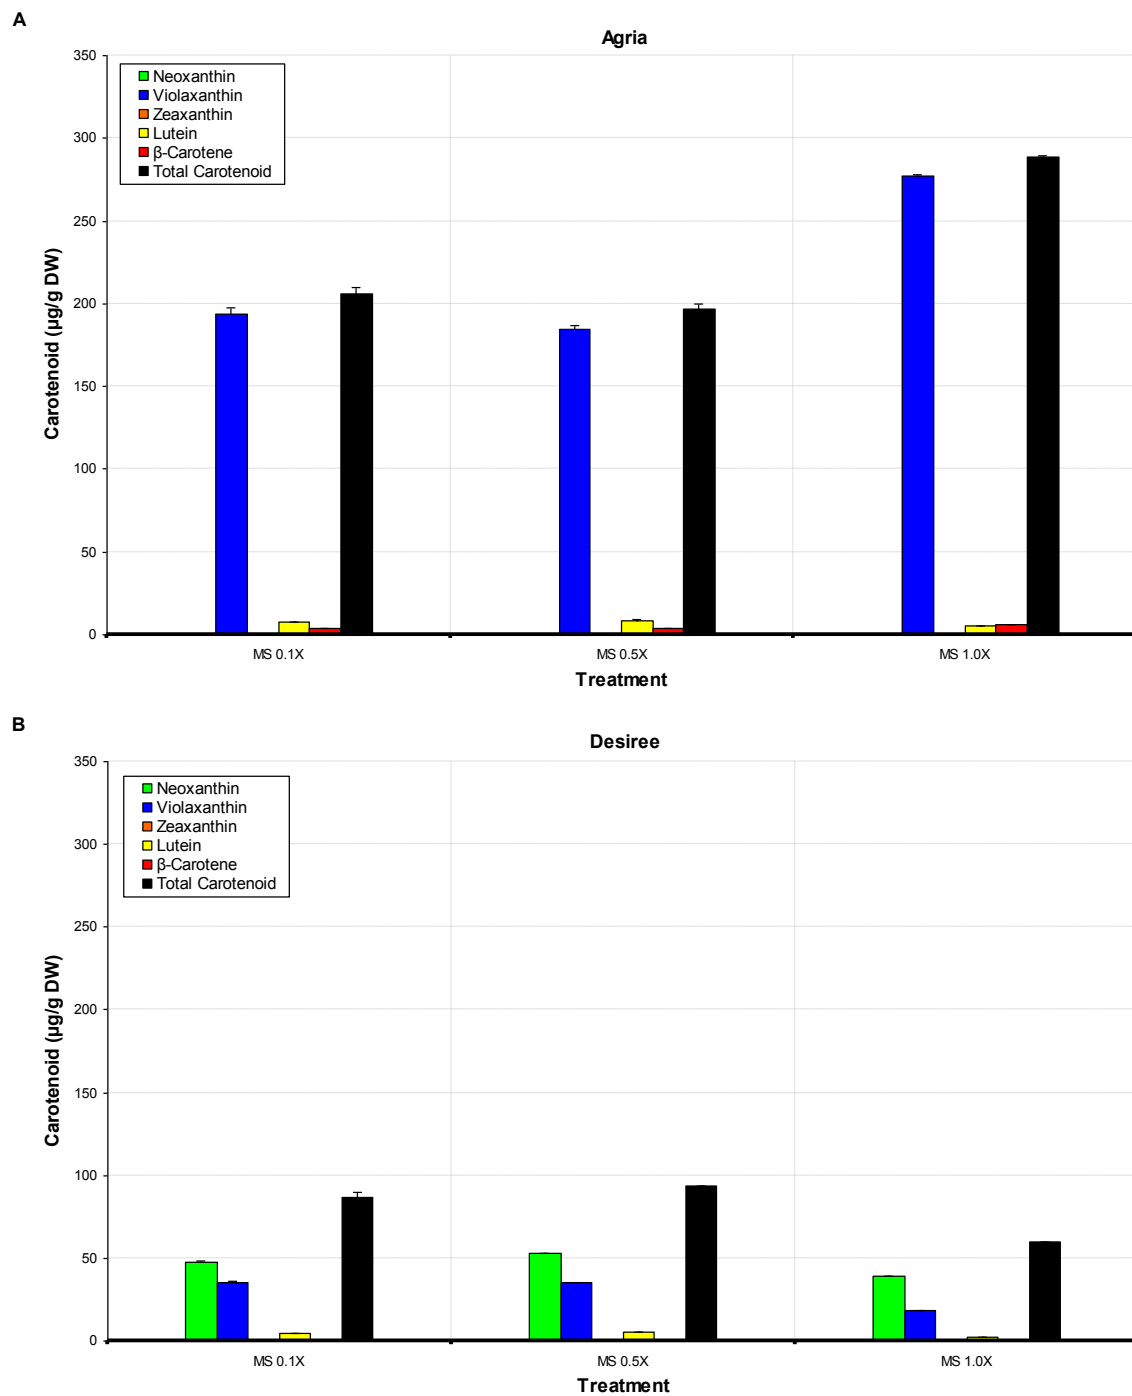 A
Agria
350
300
250
200
150
100
50
0
Carotenoid (µg/g DW)
Neoxanthin
Violaxanthin
Zeaxanthin
Lutein
β-Carotene
Total Carotenoid
MS 0.1X
MS 0.5X
MS 1.0X
Treatment
B
Desiree
350
300
250
200
150
100
50
0
Carotenoid (µg/g DW)
Neoxanthin
Violaxanthin
Zeaxanthin
Lutein
β-Carotene
Total Carotenoid
MS 0.1X
MS 0.5X
MS 1.0X
Treatment